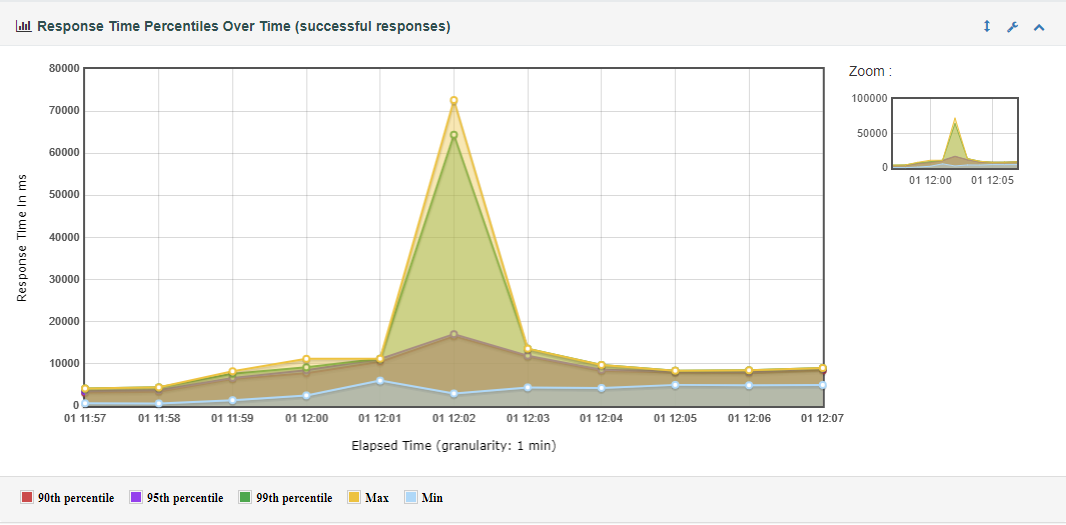 Response Time Percentiles Over Time (successful responses)
Zoom :
80000
70000
60000
50000
40000
30000
20000
10000
0
Response Time in ms
01 11:57 01 11:58 01 11:59 01 12:00 01 12:01 01 12:02 01 12:03 01 12:04 01 12:05 01 12:06 01 12:07
Elapsed Time (granularity: 1 min)
100000
50000
0
01 12:00 01 12:05
90th percentile 95th percentile 99th percentile Max Min